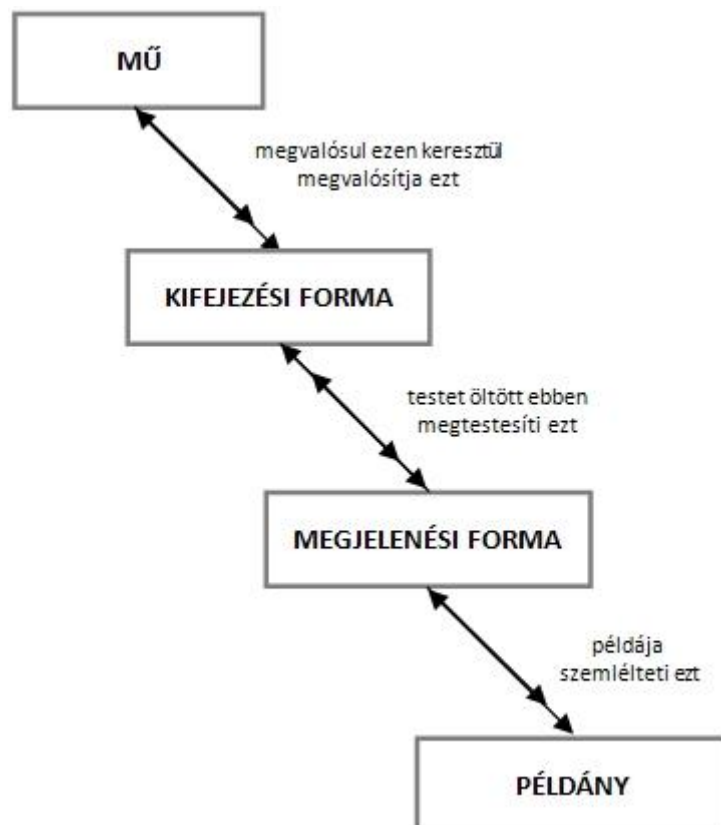 MŰ
megvalósul ezen keresztül
megvalósítja ezt
KIFEJEZÉSI FORMA
testet öltött ebben
megtestesíti ezt
MEGJELENÉSI FORMA
példája
szemlélteti ezt
PÉLDÁNY